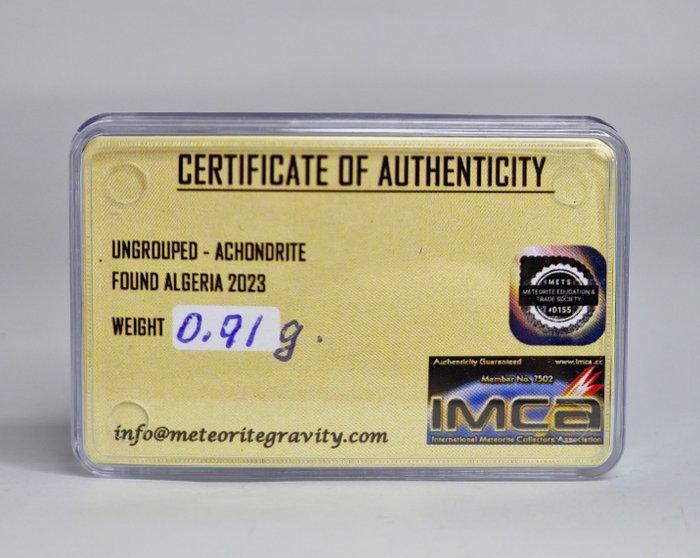 CERTIFICATE OF AUTHENTICITY
UNGROUPED - ACHONDRITE
FOUND ALGERIA 2023
WEIGHT 0.91 g.
info@meteoritegravity.com
IMETS
METEORITE EDUCATION &
TRADE SOCIETY
#0155
Authenticity Guaranteed www.imca.cc
Member No. 7502
IMCA
International Meteorite Collectors Association